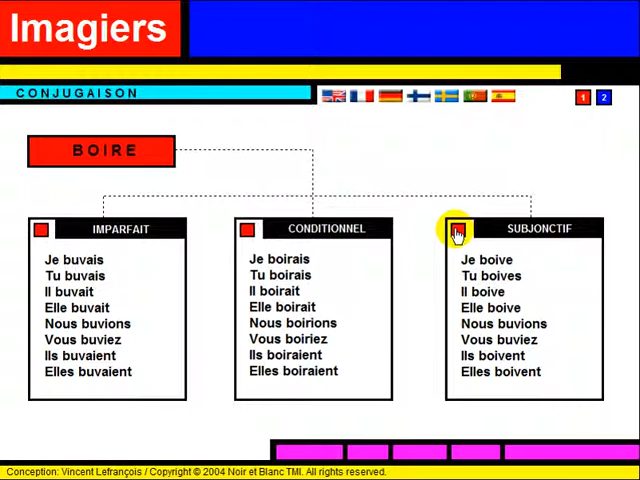 Imagiers
CONJUGAISON
1 2
BOIRE
IMPARFAIT
Je buvais
Tu buvais
Il buvait
Elle buvait
Nous buvions
Vous buviez
Ils buvaient
Elles buvaient
CONDITIONNEL
Je boirais
Tu boirais
Il boirait
Elle boirait
Nous boirions
Vous boiriez
Ils boiraient
Elles boiraient
SUBJONCTIF
Je boive
Tu boives
Il boive
Elle boive
Nous buvions
Vous buviez
Ils boivent
Elles boivent
Conception: Vincent Lefrançois / Copyright © 2004 Noir et Blanc TMI. All rights reserved.